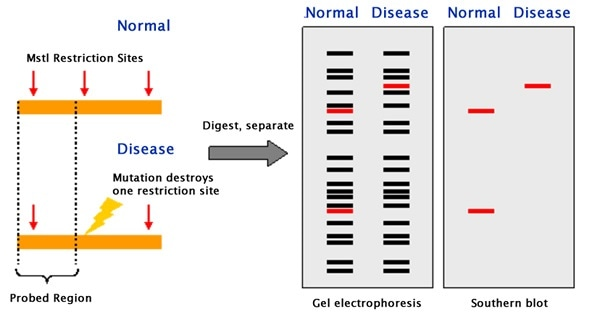 Normal
MstI Restriction Sites
Disease
Mutation destroys
one restriction site
Probed Region
Digest, separate
Normal Disease
Gel electrophoresis
Normal Disease
Southern blot